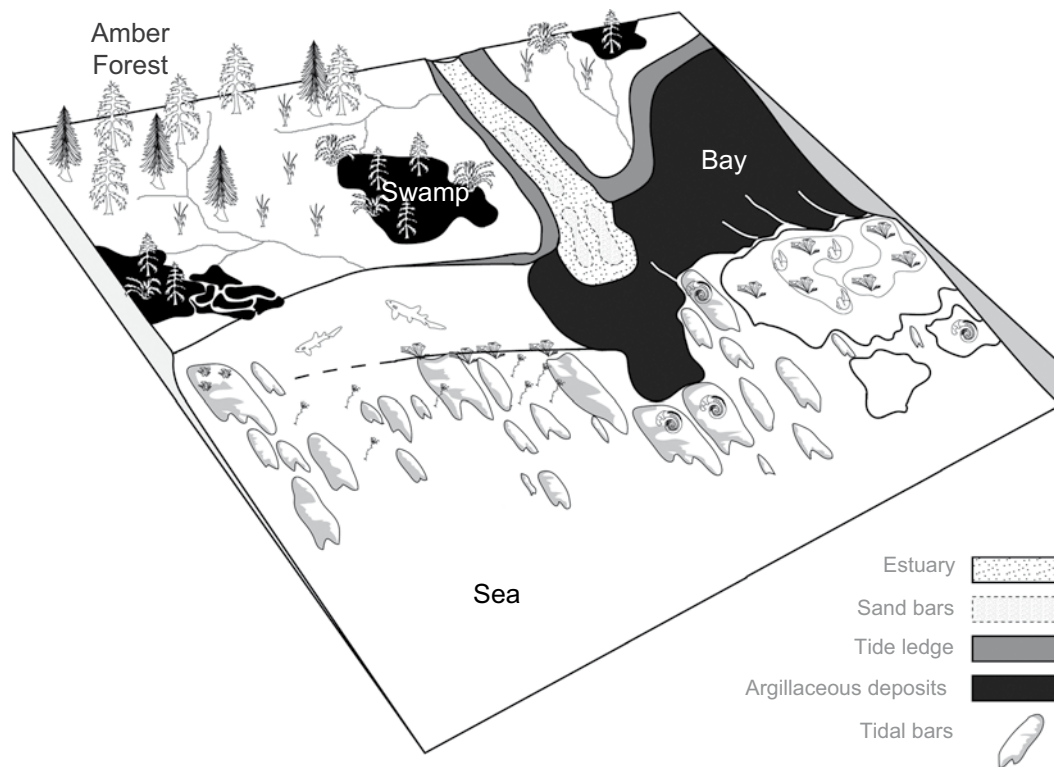 Amber
Forest
Swamp
Bay
Sea
Estuary
Sand bars
Tide ledge
Argillaceous deposits
Tidal bars